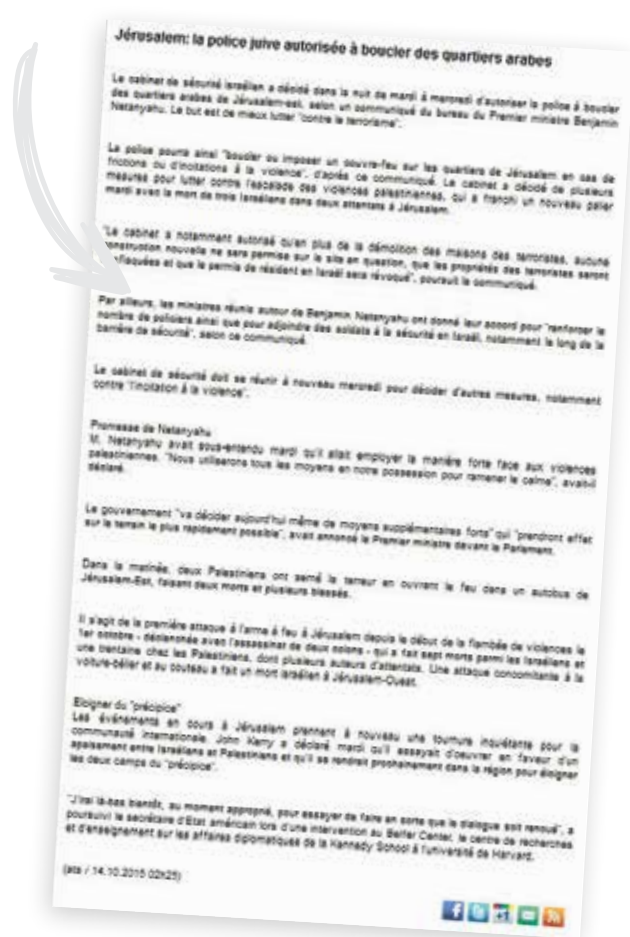 Jérusalem: la police juive autorisée à boucler des quartiers arabes
Le cabinet de sécurité israélien a décidé dans la nuit de mardi à mercredi d'autoriser la police à boucler
des quartiers arabes de Jérusalem-est, selon un communiqué du bureau du Premier ministre Benjamin
Netanyahu. Le but est de mieux lutter "contre le terrorisme".
La police pourra ainsi "boucler ou imposer un couvre-feu sur les quartiers de Jérusalem en cas de
frictions ou d'incitations à la violence", d'après ce communiqué. Le cabinet a décidé de plusieurs
mesures pour lutter contre l'escalade des violences palestiniennes, qui a franchi un nouveau palier
mardi avec la mort de trois Israéliens dans deux attentats à Jérusalem.
"Le cabinet a notamment autorisé qu'en plus de la démolition des maisons des terroristes, aucune
construction nouvelle ne sera permise sur le site en question, que les propriétés des terroristes seront
confisquées et que le permis de résident en Israël sera révoqué", poursuit le communiqué.
Par ailleurs, les ministres réunis autour de Benjamin Netanyahu ont donné leur accord pour "renforcer le
nombre de policiers ainsi que pour adjoindre des soldats à la sécurité en Israël, notamment le long de la
barrière de sécurité", selon ce communiqué.
Le cabinet de sécurité doit se réunir à nouveau mercredi pour décider d'autres mesures, notamment
contre "l'incitation à la violence".
Promesse de Netanyahu
M. Netanyahu avait sous-entendu mardi qu'il allait employer la manière forte face aux violences
palestiniennes. "Nous utiliserons tous les moyens en notre possession pour ramener le calme", avait-il
déclaré.
Le gouvernement "va décider aujourd'hui même de moyens supplémentaires forts" qui "prendront effet
sur le terrain le plus rapidement possible", avait annoncé le Premier ministre devant le Parlement.
Dans la matinée, deux Palestiniens ont semé la terreur en ouvrant le feu dans un autobus de
Jérusalem-Est, faisant deux morts et plusieurs blessés.
Il s'agit de la première attaque à l'arme à feu à Jérusalem depuis le début de la flambée de violences le
1er octobre - déclenchée avec l'assassinat de deux colons - qui a fait sept morts parmi les Israéliens et
une trentaine chez les Palestiniens, dont plusieurs auteurs d'attentats. Une attaque concomitante à la
voiture-bélier et au couteau a fait un mort israélien à Jérusalem-Ouest.
Eloigner du "précipice"
Les événements en cours à Jérusalem prennent à nouveau une tournure inquiétante pour la
communauté internationale. John Kerry a déclaré mardi qu'il essayait d'oeuvrer en faveur d'un
apaisement entre Israéliens et Palestiniens et qu'il se rendrait prochainement dans la région pour éloigner
les deux camps du "précipice".
"J'irai là-bas bientôt, au moment approprié, pour essayer de faire en sorte que le dialogue soit renoué", a
poursuivi le secrétaire d'Etat américain lors d'une intervention au Belfer Center, le centre de recherches
et d'enseignement sur les affaires diplomatiques de la Kennedy School à l'université de Harvard.
(ats / 14.10.2015 02h25)